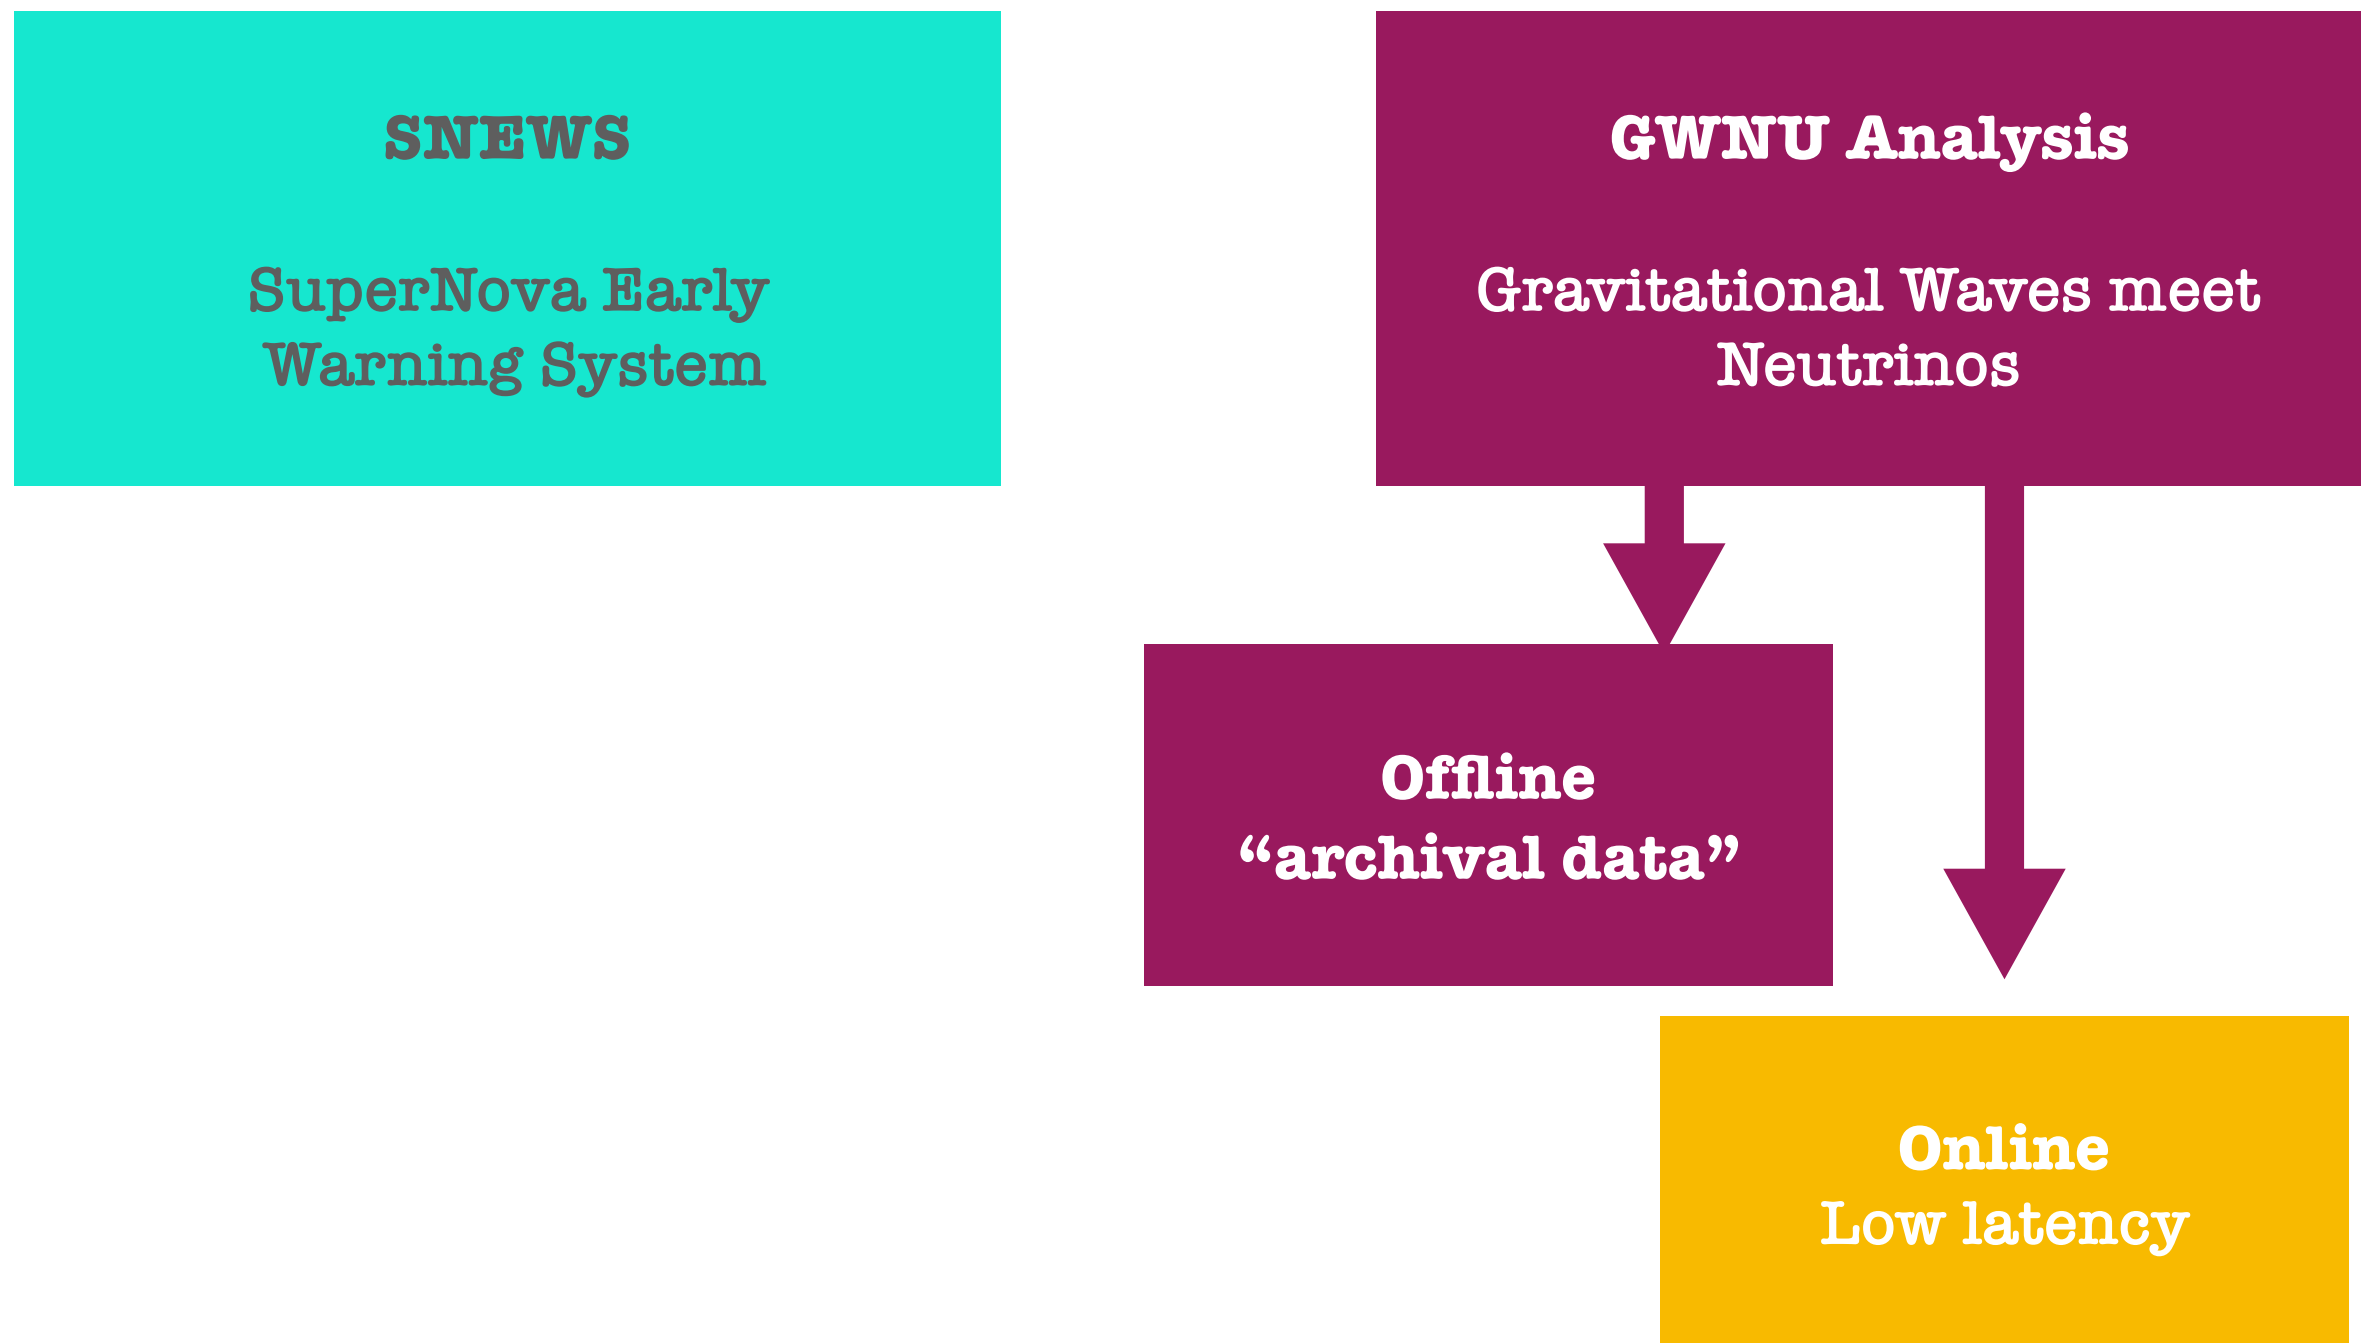 SNEWS
SuperNova Early
Warning System
GWNU Analysis
Gravitational Waves meet
Neutrinos
Offline
“archival data”
Online
Low latency